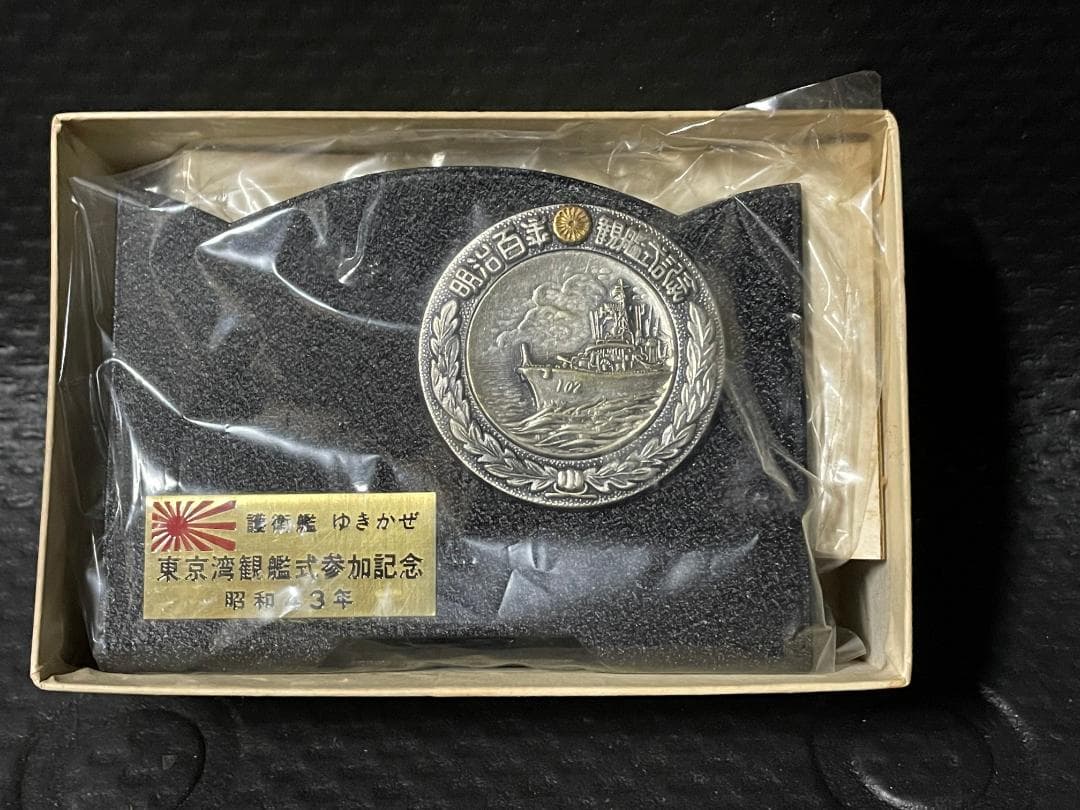 明治百年 観艦式記念
102
護衛艦 ゆきかぜ
東京湾観艦式参加記念
昭和43年